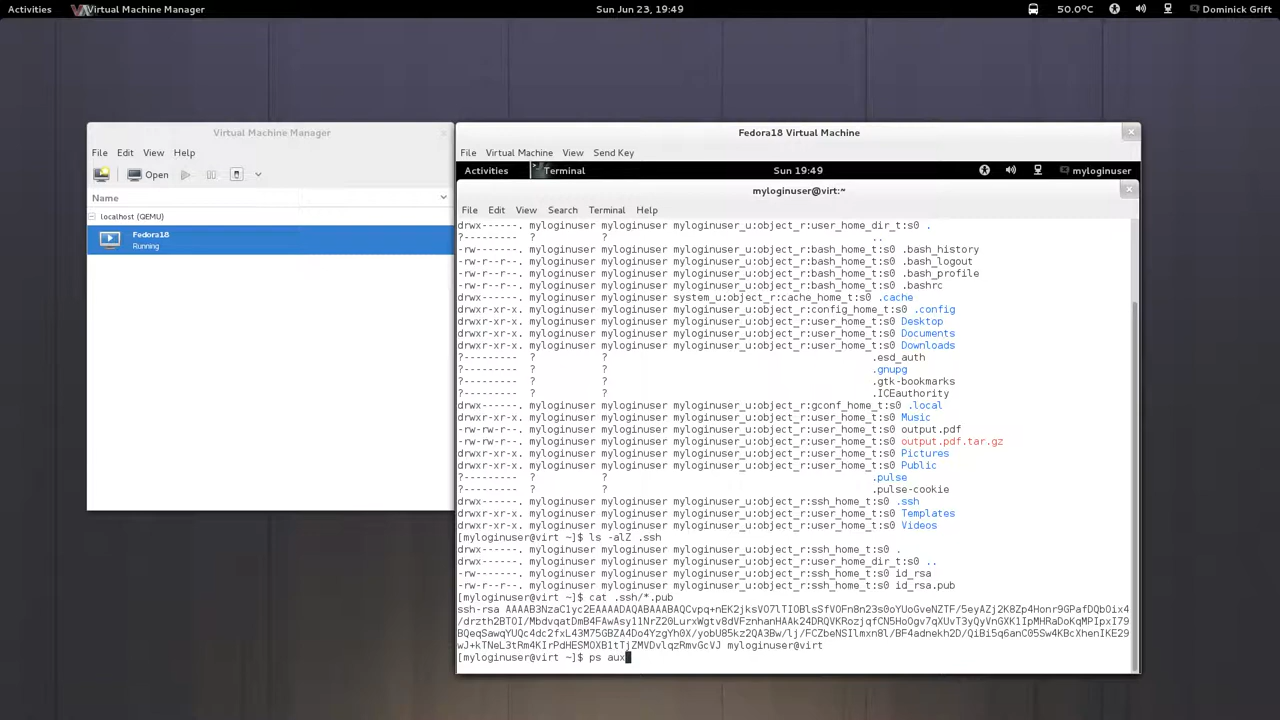 Activities Virtual Machine Manager Sun Jun 23, 19:49 50.0ºC Dominick Grift
Virtual Machine Manager
File Edit View Help
Open
Name
localhost (QEMU)
Fedora18
Running
Fedora18 Virtual Machine
File Virtual Machine View Send Key
Activities Terminal Sun 19:49 myloginuser
myloginuser@virt:~
File Edit View Search Terminal Help
drwx------. myloginuser myloginuser myloginuser_u:object_r:user_home_dir_t:s0 .
?--------- ? ? ..
-rw-------. myloginuser myloginuser myloginuser_u:object_r:bash_home_t:s0 .bash_history
-rw-r--r--. myloginuser myloginuser myloginuser_u:object_r:bash_home_t:s0 .bash_logout
-rw-r--r--. myloginuser myloginuser myloginuser_u:object_r:bash_home_t:s0 .bash_profile
-rw-r--r--. myloginuser myloginuser myloginuser_u:object_r:bash_home_t:s0 .bashrc
drwx------. myloginuser myloginuser system_u:object_r:cache_home_t:s0 .cache
drwxr-xr-x. myloginuser myloginuser myloginuser_u:object_r:config_home_t:s0 .config
drwxr-xr-x. myloginuser myloginuser myloginuser_u:object_r:user_home_t:s0 Desktop
drwxr-xr-x. myloginuser myloginuser myloginuser_u:object_r:user_home_t:s0 Documents
drwxr-xr-x. myloginuser myloginuser myloginuser_u:object_r:user_home_t:s0 Downloads
?--------- ? ? .esd_auth
?--------- ? ? .gnupg
?--------- ? ? .gtk-bookmarks
?--------- ? ? .ICEauthority
drwxr-xr-x. myloginuser myloginuser myloginuser_u:object_r:gconf_home_t:s0 .local
drwxr-xr-x. myloginuser myloginuser myloginuser_u:object_r:user_home_t:s0 Music
-rw-rw-r--. myloginuser myloginuser myloginuser_u:object_r:user_home_t:s0 output.pdf
-rw-rw-r--. myloginuser myloginuser myloginuser_u:object_r:user_home_t:s0 output.pdf.tar.gz
drwxr-xr-x. myloginuser myloginuser myloginuser_u:object_r:user_home_t:s0 Pictures
drwxr-xr-x. myloginuser myloginuser myloginuser_u:object_r:user_home_t:s0 Public
?--------- ? ? .pulse
?--------- ? ? .pulse-cookie
drwx------. myloginuser myloginuser myloginuser_u:object_r:ssh_home_t:s0 .ssh
drwxr-xr-x. myloginuser myloginuser myloginuser_u:object_r:user_home_t:s0 Templates
drwxr-xr-x. myloginuser myloginuser myloginuser_u:object_r:user_home_t:s0 Videos
[myloginuser@virt ~]$ ls -alZ .ssh
drwx------. myloginuser myloginuser myloginuser_u:object_r:ssh_home_t:s0 .
drwx------. myloginuser myloginuser myloginuser_u:object_r:user_home_dir_t:s0 ..
-rw-------. myloginuser myloginuser myloginuser_u:object_r:ssh_home_t:s0 id_rsa
-rw-r--r--. myloginuser myloginuser myloginuser_u:object_r:ssh_home_t:s0 id_rsa.pub
[myloginuser@virt ~]$ cat .ssh/*.pub
ssh-rsa
myloginuser@virt
[myloginuser@virt ~]$ ps aux